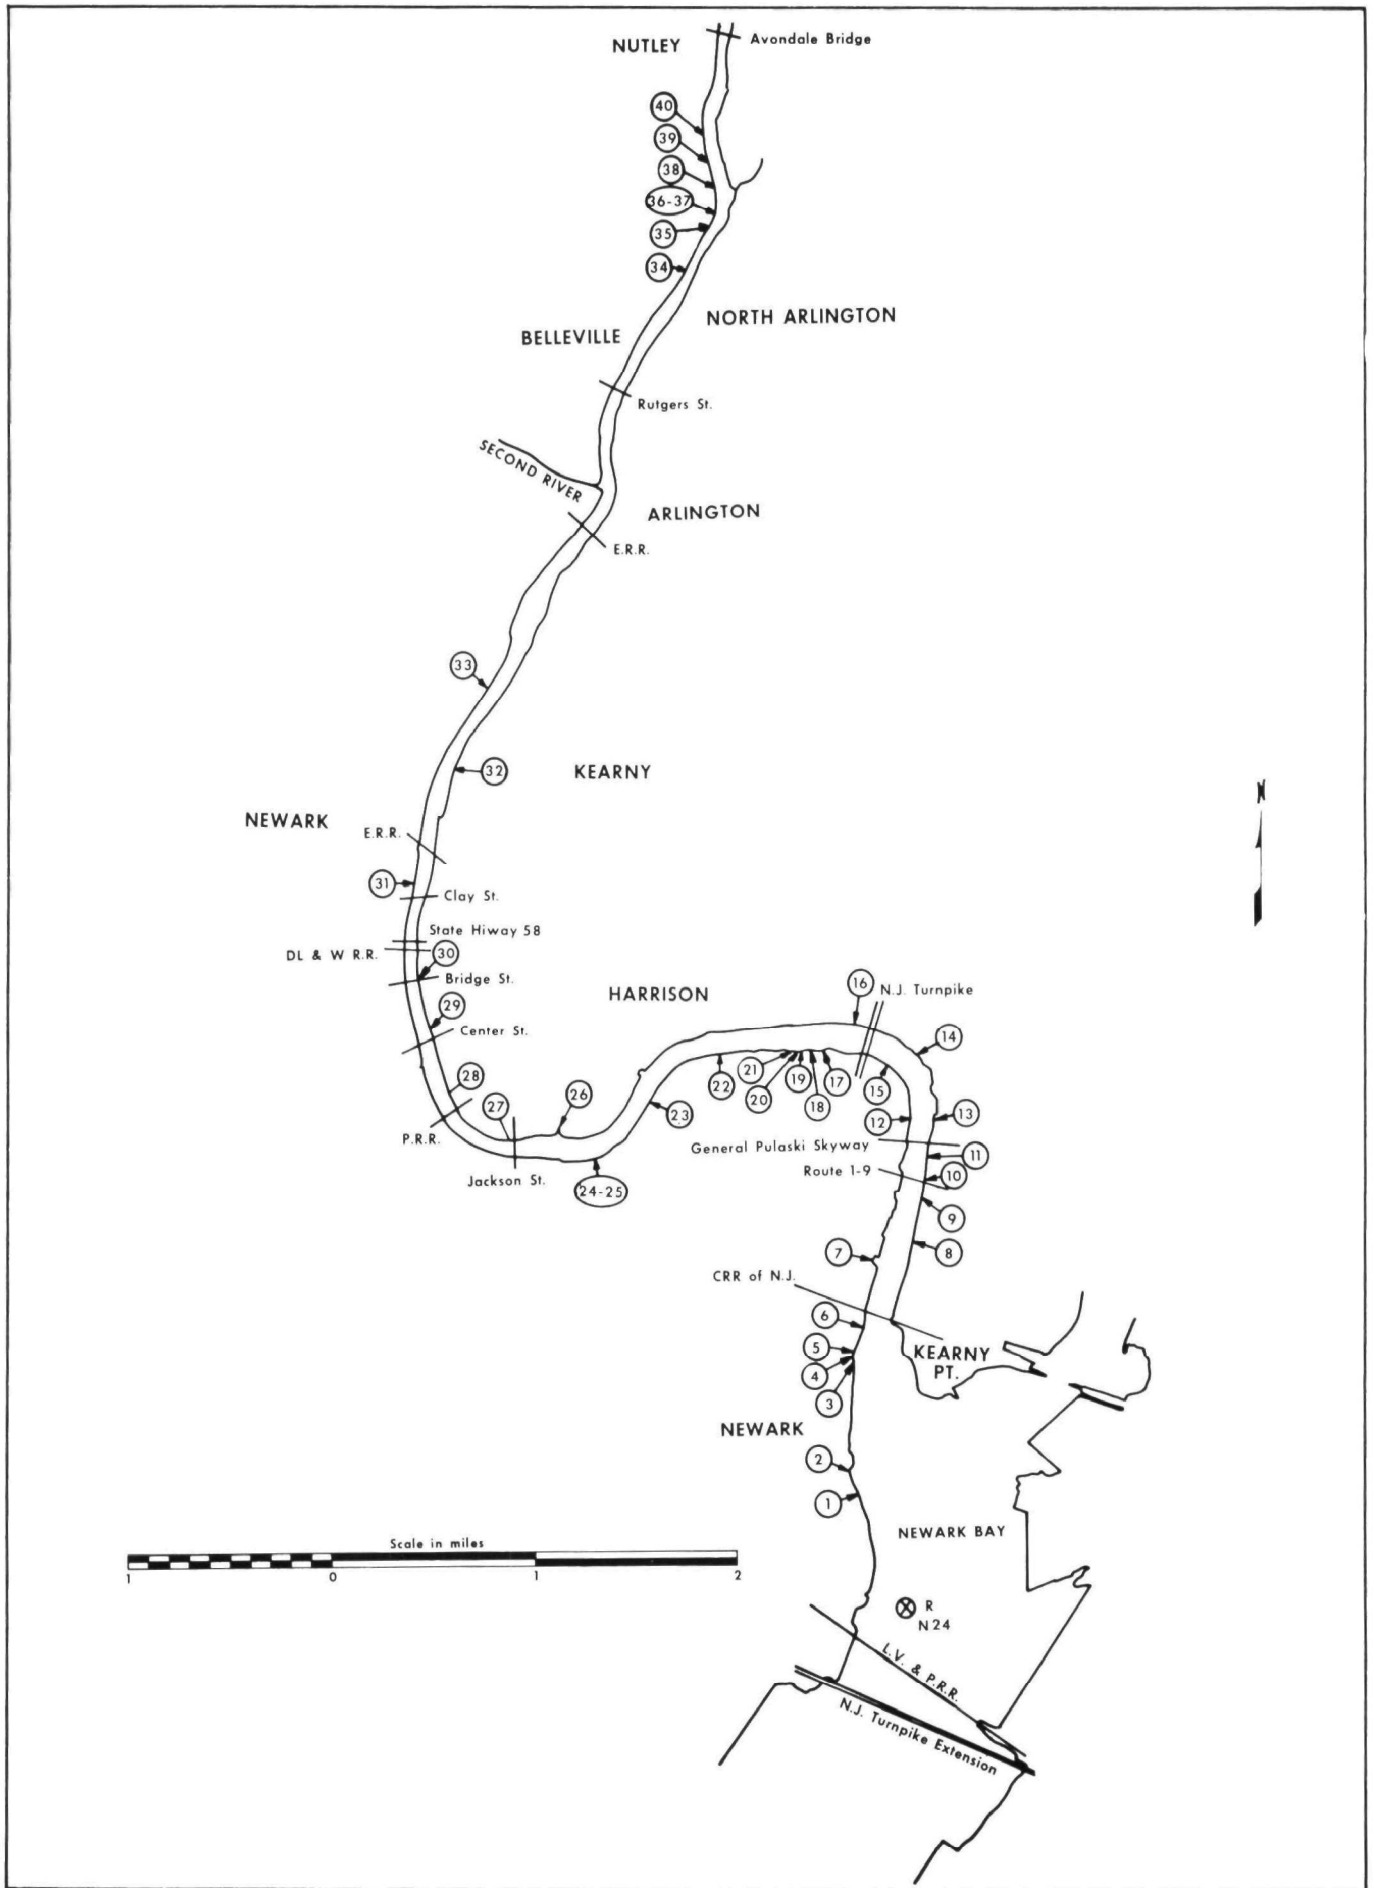 NUTLEY
Avondale Bridge
40
39
38
36-37
35
34
NORTH ARLINGTON
BELLEVILLE
Rutgers St.
SECOND RIVER
ARLINGTON
E.R.R.
33
32
KEARNY
NEWARK
E.R.R.
31
Clay St.
State Hiway 58
DL & W R.R.
30
Bridge St.
29
Center St.
HARRISON
16
N.J. Turnpike
14
28
27
26
P.R.R.
Jackson St.
24-25
23
22
21
20
19
18
17
15
12
13
General Pulaski Skyway
11
Route 1-9
10
9
8
7
CRR of N.J.
6
5
4
3
KEARNY
PT.
NEWARK
2
1
NEWARK BAY
Scale in miles
1 0 1 2
R
N24
L.V. & P.R.R.
N.J. Turnpike Extension